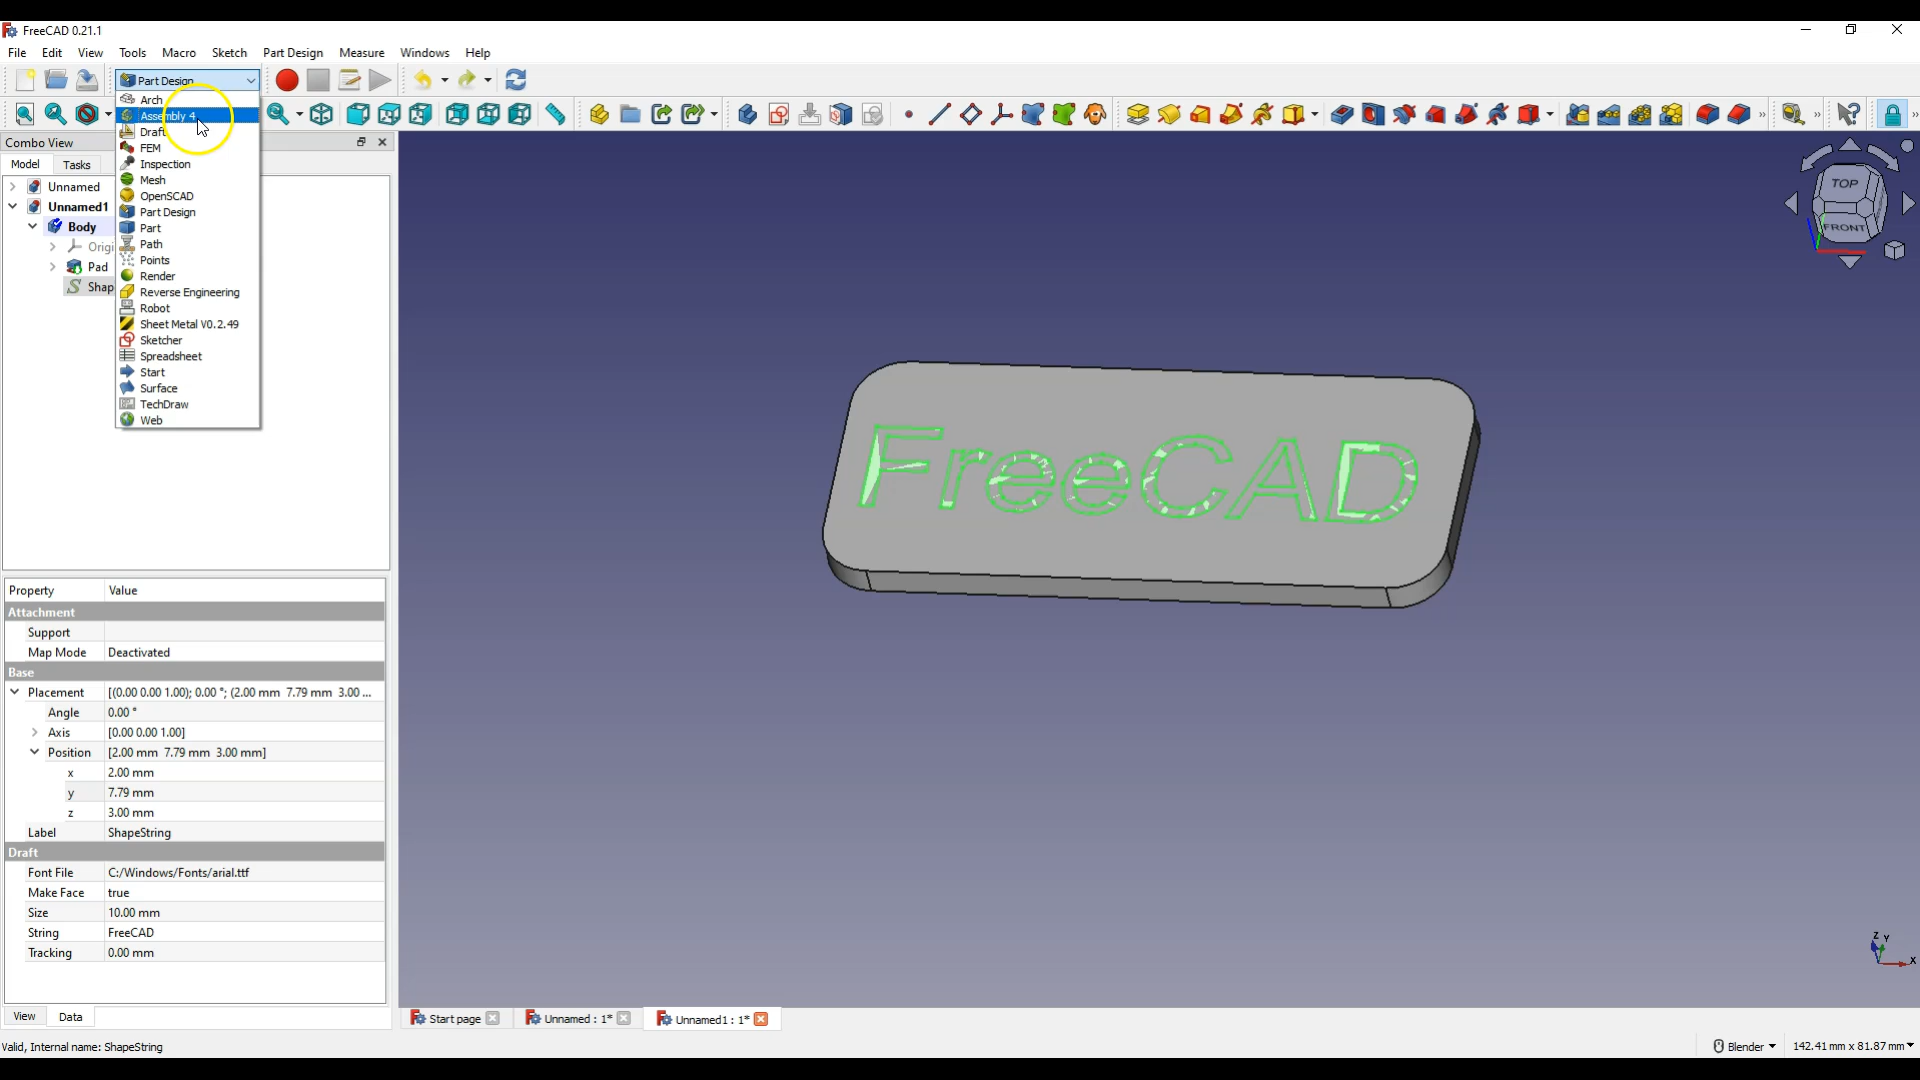 FreeCAD 0.21.1
File Edit View Tools Macro Sketch Part Design Measure Windows Help
Part Design
Arch
Assembly 4
Draft
FEM
Inspection
Mesh
OpenSCAD
Part Design
Part
Path
Points
Render
Reverse Engineering
Robot
Sheet Metal V0.2.49
Sketcher
Spreadsheet
Start
Surface
TechDraw
Web
Combo View
Model Tasks
Unnamed
Unnamed1
Body
Origi
Pad
Shap
FreeCAD
TOP
FRONT
Z Y
X
Property Value
Attachment
Support
Map Mode Deactivated
Base
Placement [(0.00 0.00 1.00); 0.00 °; (2.00 mm 7.79 mm 3.00 ...
Angle 0.00 °
Axis [0.00 0.00 1.00]
Position [2.00 mm 7.79 mm 3.00 mm]
x 2.00 mm
y 7.79 mm
z 3.00 mm
Label ShapeString
Draft
Font File C:/Windows/Fonts/arial.ttf
Make Face true
Size 10.00 mm
String FreeCAD
Tracking 0.00 mm
View Data
Start page Unnamed : 1* Unnamed1 : 1*
Valid, Internal name: ShapeString
Blender 142.41 mm x 81.87 mm